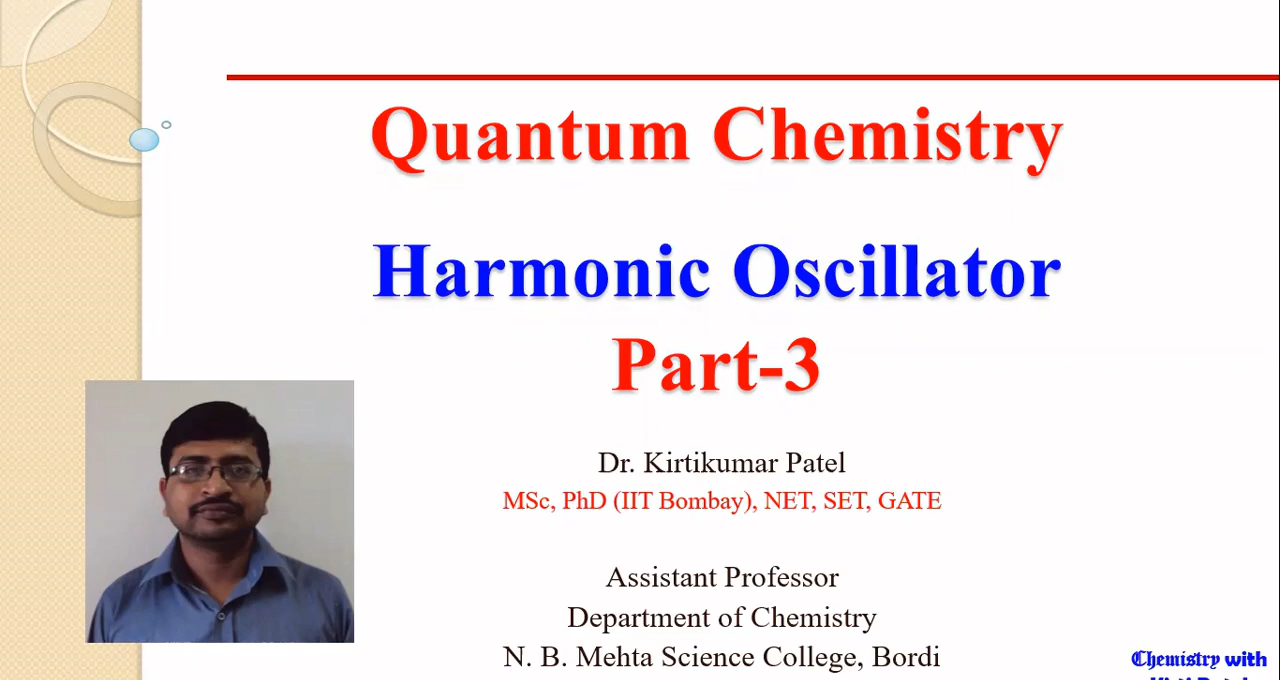 Quantum Chemistry
Harmonic Oscillator
Part-3
Dr. Kirtikumar Patel
MSc, PhD (IIT Bombay), NET, SET, GATE
Assistant Professor
Department of Chemistry
N. B. Mehta Science College, Bordi
Chemistry with